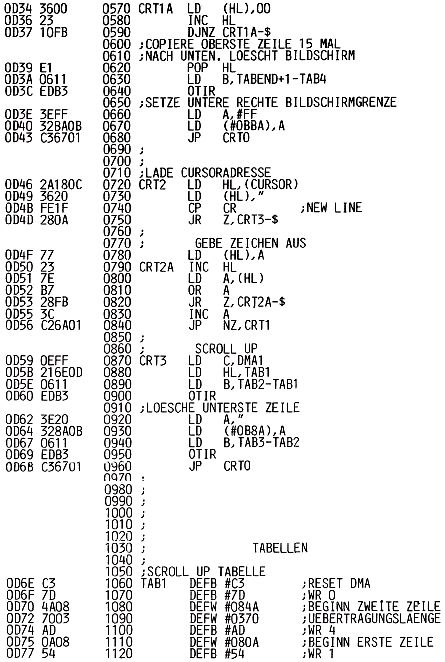 0D34 3600 0570 CRT1A LD (HL),00
0D36 23 0580 INC HL
0D37 10FB 0590 DJNZ CRT1A-$
0600 ;COPIERE OBERSTE ZEILE 15 MAL
0610 ;NACH UNTEN. LOESCHT BILDSCHIRM
0D39 E1 0620 POP HL
0D3A 0611 0630 LD B,TABEND+1-TAB4
0D3C EDB3 0640 OTIR
0650 ;SETZE UNTERE RECHTE BILDSCHIRMGRENZE
0D3E 3EFF 0660 LD A,#FF
0D40 32BA0B 0670 LD (#0BBA),A
0D43 C36701 0680 JP CRTO
0690 ;
0700 ;
0710 ;LADE CURSORADRESSE
0D46 2A180C 0720 CRT2 LD HL,(CURSOR)
0D49 3620 0730 LD (HL),"
0D4B FE1F 0740 CP CR ;NEW LINE
0D4D 280A 0750 JR Z,CRT3-$
0760 ;
0770 ; GEBE ZEICHEN AUS
0D4F 77 0780 LD (HL),A
0D50 23 0790 CRT2A INC HL
0D51 7E 0800 LD A,(HL)
0D52 B7 0810 OR A
0D53 28FB 0820 JR Z,CRT2A-$
0D55 3C 0830 INC A
0D56 C26A01 0840 JP NZ,CRT1
0850 ;
0860 ; SCROLL UP
0D59 0EFF 0870 CRT3 LD C,DMA1
0D5B 216E0D 0880 LD HL,TAB1
0D5E 0611 0890 LD B,TAB2-TAB1
0D60 EDB3 0900 OTIR
0910 ;LOESCHE UNTERSTE ZEILE
0D62 3E20 0920 LD A,"
0D64 328A0B 0930 LD (#0B8A),A
0D67 0611 0940 LD B,TAB3-TAB2
0D69 EDB3 0950 OTIR
0D6B C36701 0960 JP CRTO
0970 ;
0980 ;
0990 ;
1000 ;
1010 ;
1020 ;
1030 ; TABELLEN
1040 ;
1050 ;SCROLL UP TABELLE
0D6E C3 1060 TAB1 DEFB #C3 ;RESET DMA
0D6F 7D 1070 DEFB #7D ;WR 0
0D70 4A08 1080 DEFW #084A ;BEGINN ZWEITE ZEILE
0D72 7003 1090 DEFW #0370 ;UEBERTRAGUNGSLAENGE
0D74 AD 1100 DEFB #AD ;WR 4
0D75 0A08 1110 DEFW #080A ;BEGINN ERSTE ZEILE
0D77 54 1120 DEFB #54 ;WR 1